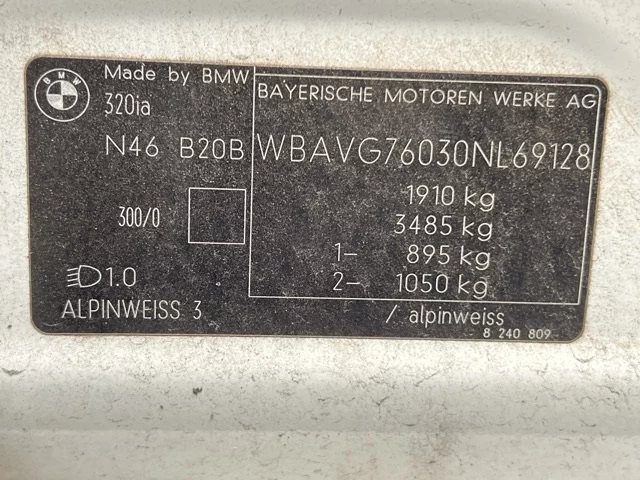 BMW
Made by BMW
320ia
BAYERISCHE MOTOREN WERKE AG
N46 B20B
WBAVG76030NL69128
1910 kg
300/0
3485 kg
1- 895 kg
2- 1050 kg
1.0
ALPINWEISS 3
/ alpinweiss
8 240 809